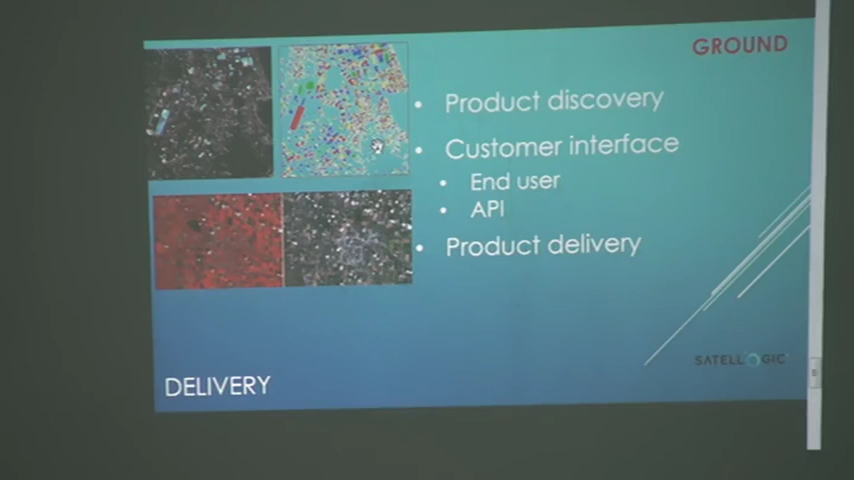 GROUND
• Product discovery
• Customer interface
• End user
• API
• Product delivery
SATELLOGIC
DELIVERY